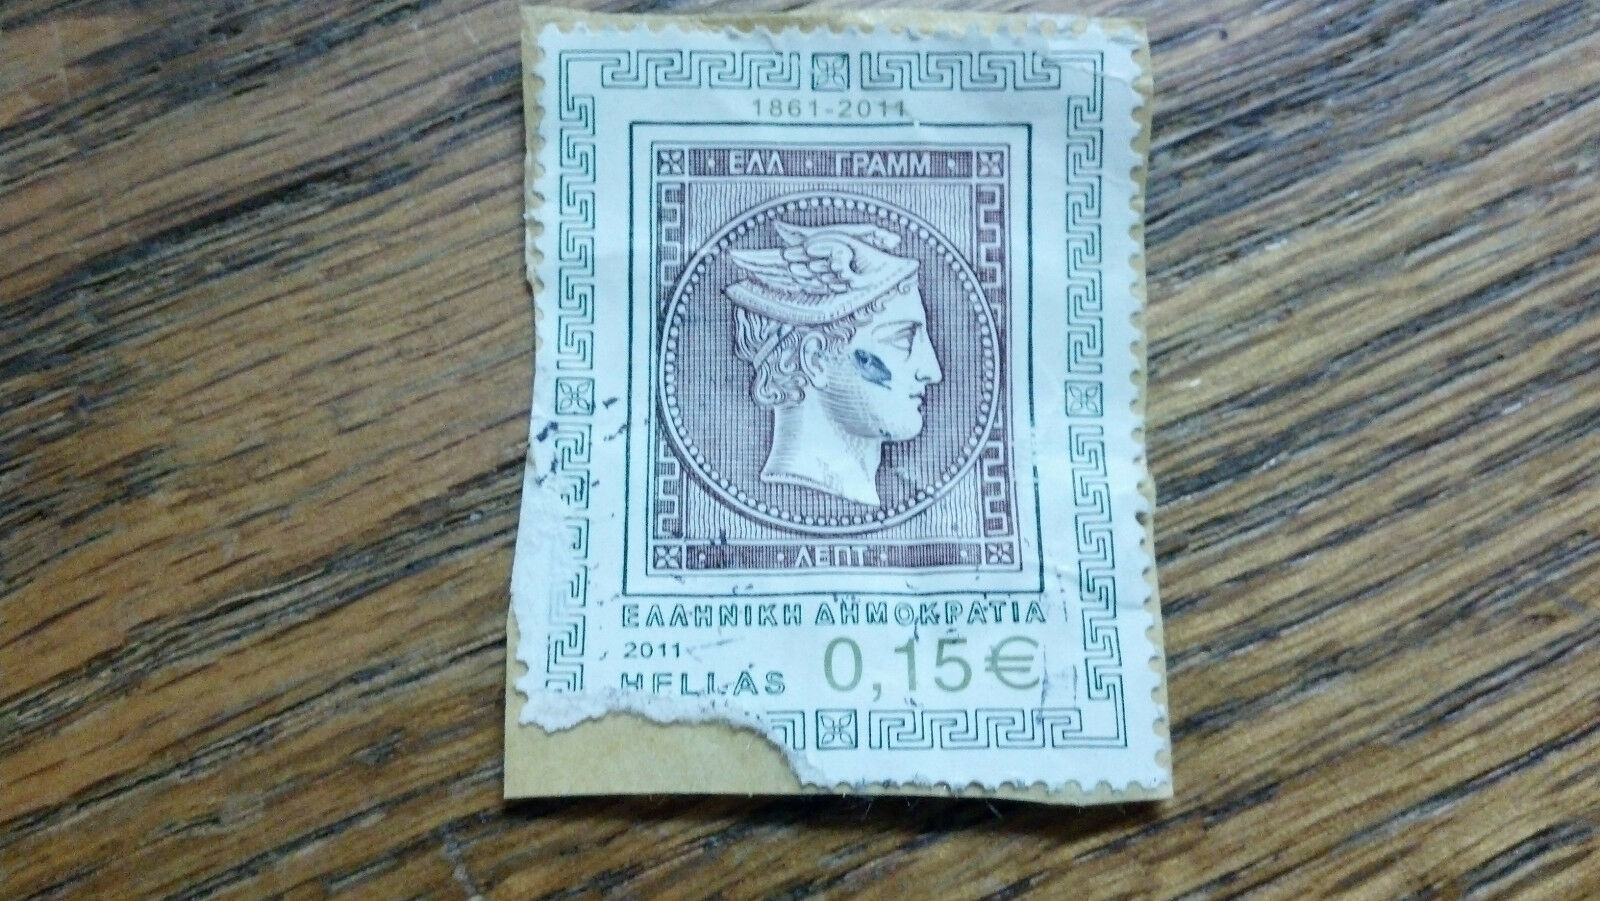 1861-2011
ΕΛΛ · ΓΡΑΜΜ
ΛΕΠΤ
ΕΛΛΗΝΙΚΗ ΔΗΜΟΚΡΑΤΙΑ
2011
HELLAS
0,15€